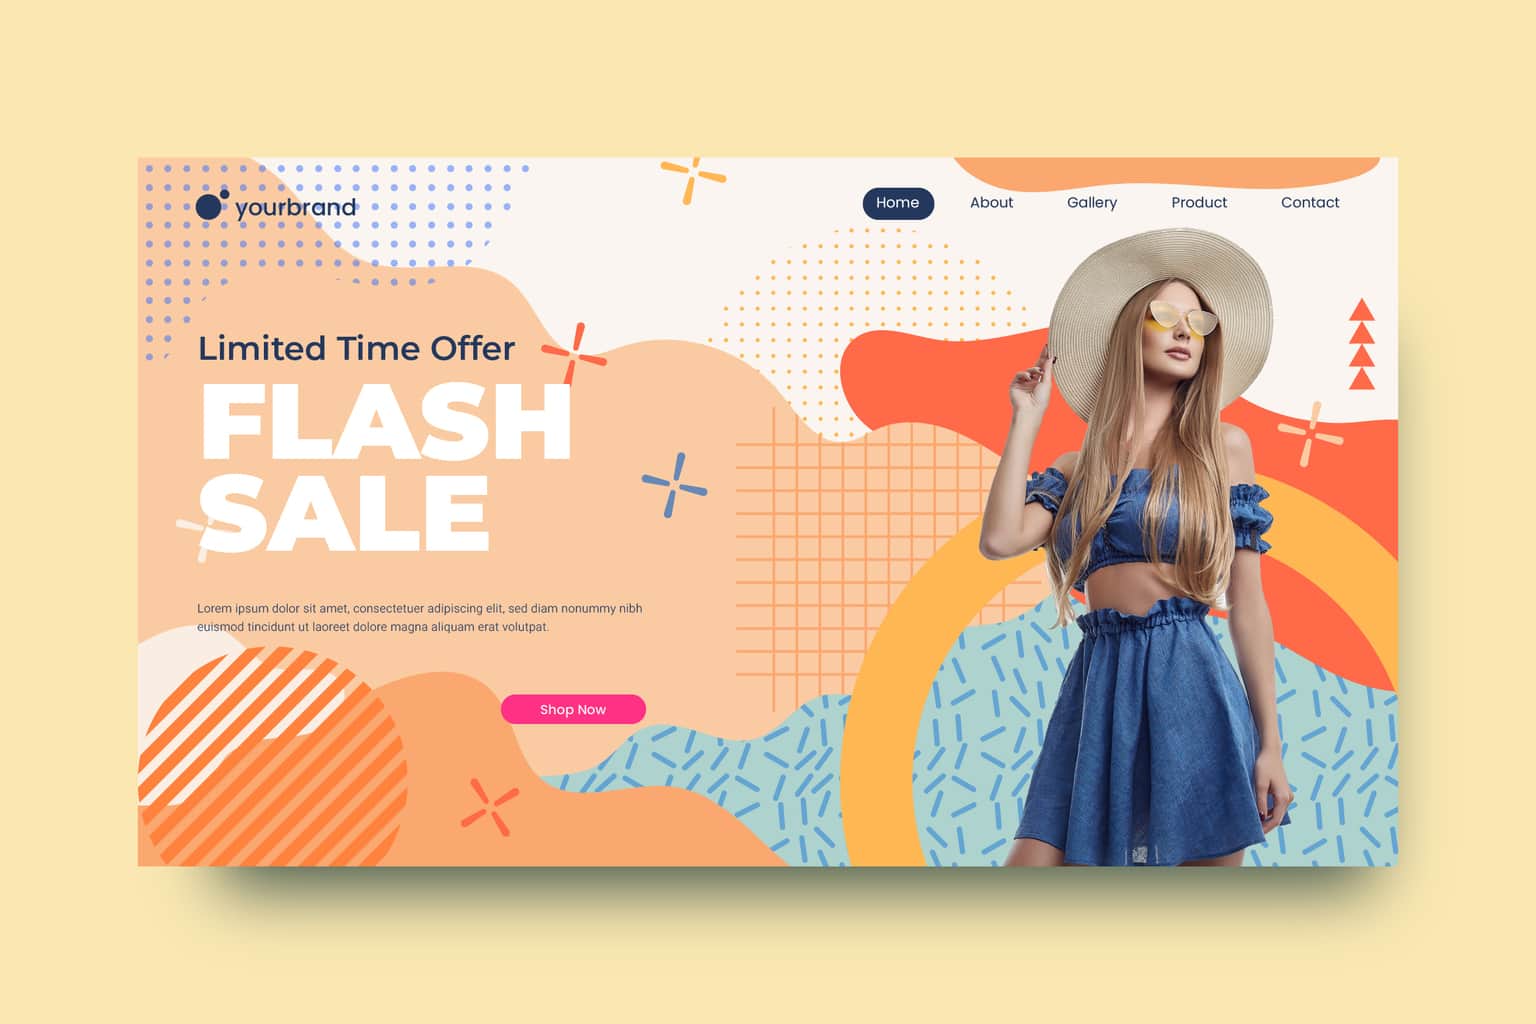 yourbrand
Home About Gallery Product Contact
Limited Time Offer
FLASH
SALE
Lorem ipsum dolor sit amet, consectetuer adipiscing elit, sed diam nonummy nibh
euismod tincidunt ut laoreet dolore magna aliquam erat volutpat.
Shop Now